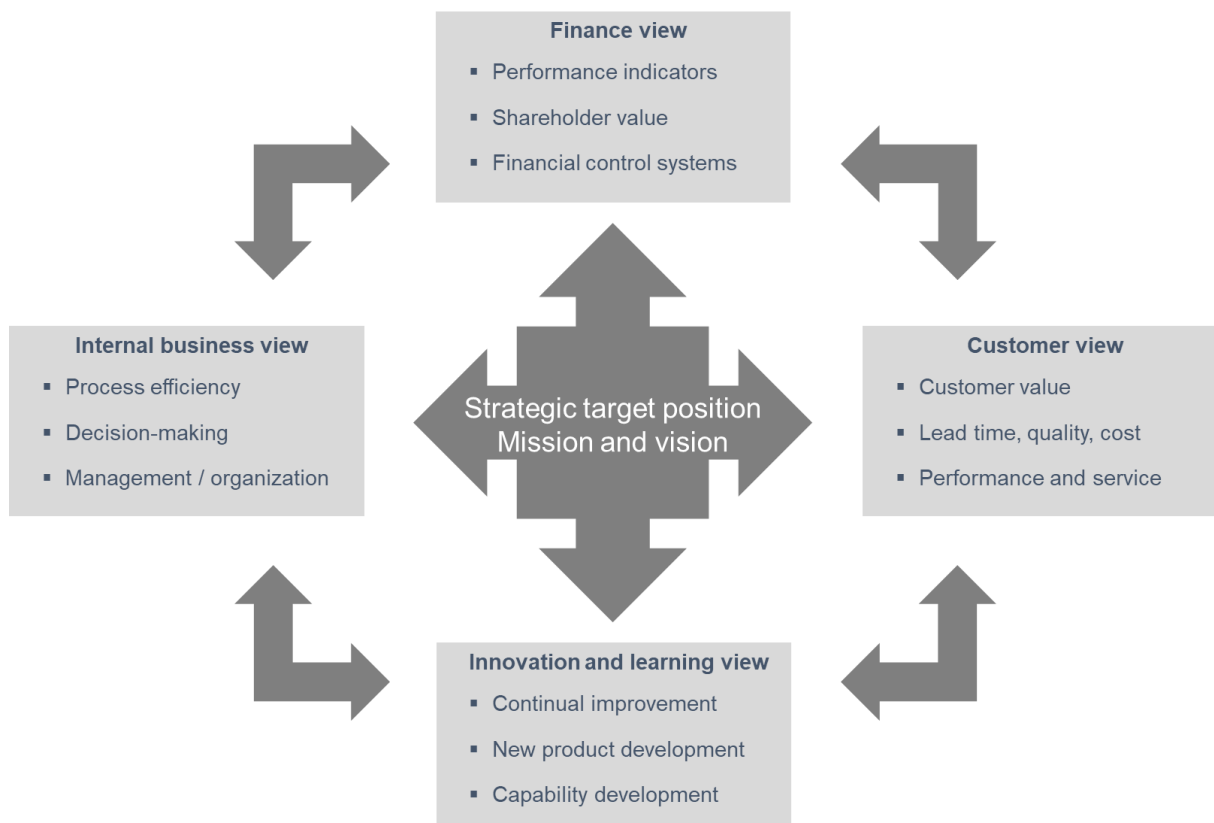 Finance view
▪ Performance indicators
▪ Shareholder value
▪ Financial control systems
Internal business view
▪ Process efficiency
▪ Decision-making
▪ Management / organization
Strategic target position
Mission and vision
Customer view
▪ Customer value
▪ Lead time, quality, cost
▪ Performance and service
Innovation and learning view
▪ Continual improvement
▪ New product development
▪ Capability development